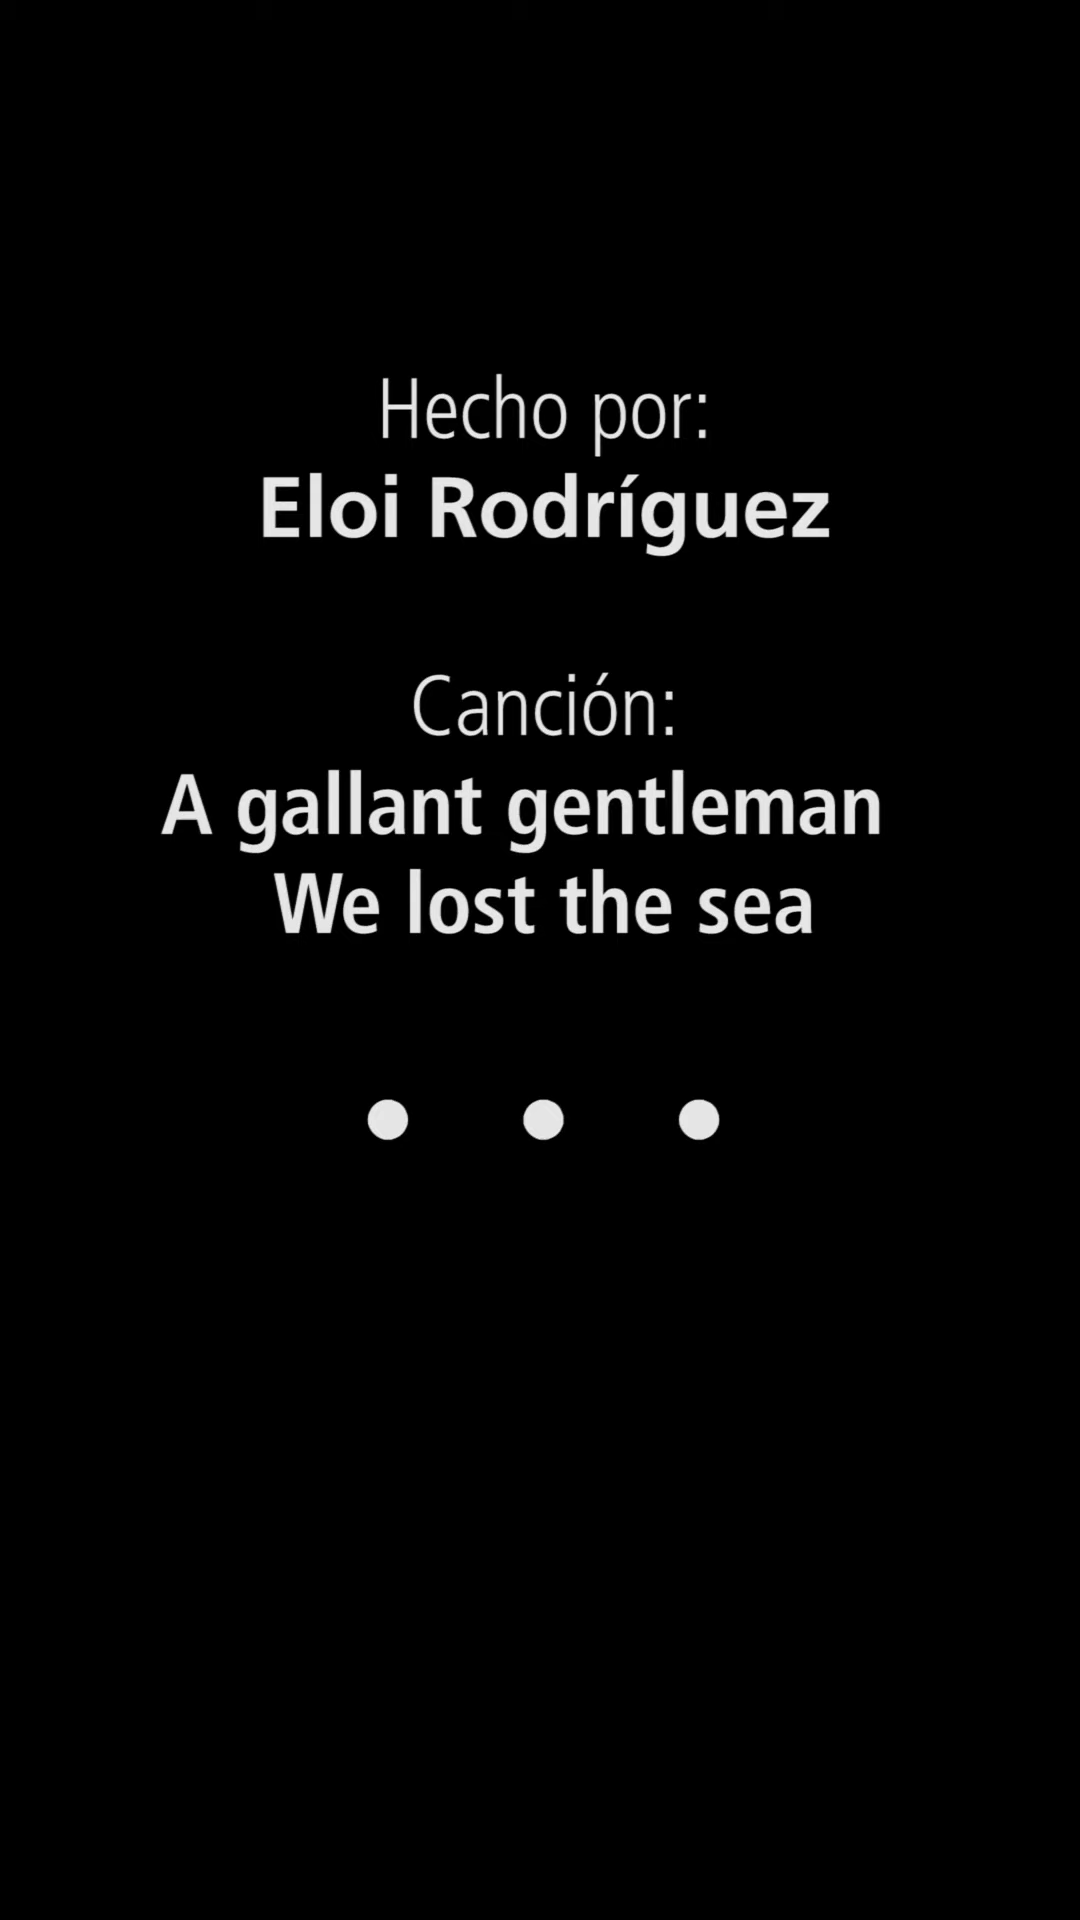 Hecho por:
Eloi Rodríguez
Canción:
A gallant gentleman
We lost the sea